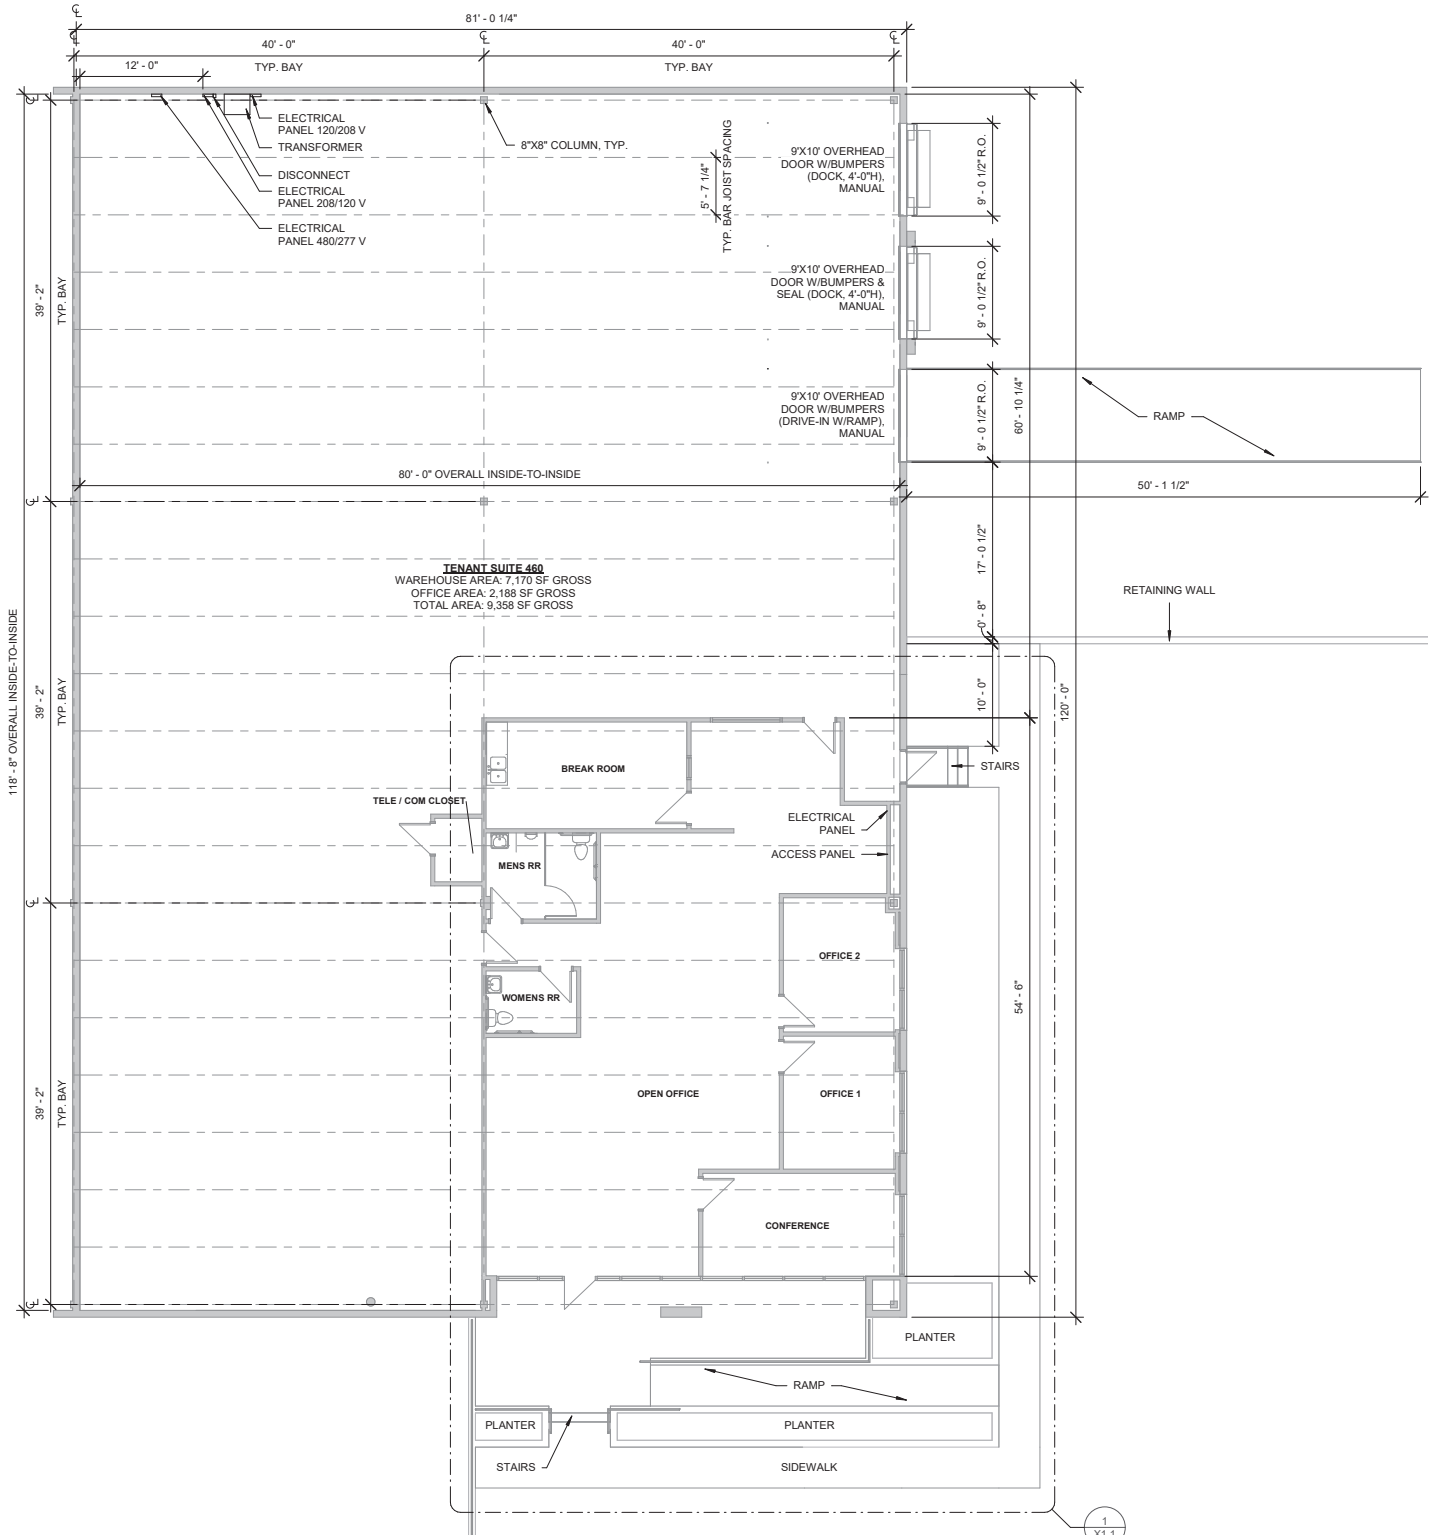 81' - 0 1/4"
40' - 0"
40' - 0"
TYP. BAY
TYP. BAY
12' - 0"
ELECTRICAL
PANEL 120/208 V
TRANSFORMER
DISCONNECT
ELECTRICAL
PANEL 208/120 V
ELECTRICAL
PANEL 480/277 V
8"X8" COLUMN, TYP.
5' - 7 1/4"
TYP. BAR JOIST SPACING
9'X10' OVERHEAD
DOOR W/BUMPERS
(DOCK, 4'-0"H),
MANUAL
9' - 0 1/2" R.O.
9'X10' OVERHEAD
DOOR W/BUMPERS &
SEAL (DOCK, 4'-0"H),
MANUAL
9' - 0 1/2" R.O.
9'X10' OVERHEAD
DOOR W/BUMPERS
(DRIVE-IN W/RAMP),
MANUAL
9' - 0 1/2" R.O.
60' - 10 1/4"
RAMP
39' - 2"
TYP. BAY
80' - 0" OVERALL INSIDE-TO-INSIDE
50' - 1 1/2"
17' - 0 1/2"
TENANT SUITE 460
WAREHOUSE AREA: 7,170 SF GROSS
OFFICE AREA: 2,188 SF GROSS
TOTAL AREA: 9,358 SF GROSS
RETAINING WALL
0' - 8"
118' - 8" OVERALL INSIDE-TO-INSIDE
39' - 2"
TYP. BAY
10' - 0"
120' - 0"
BREAK ROOM
STAIRS
TELE / COM CLOSET
ELECTRICAL
PANEL
ACCESS PANEL
MENS RR
OFFICE 2
WOMENS RR
54' - 6"
39' - 2"
TYP. BAY
OPEN OFFICE
OFFICE 1
CONFERENCE
PLANTER
RAMP
PLANTER
PLANTER
STAIRS
SIDEWALK
1
X1.1